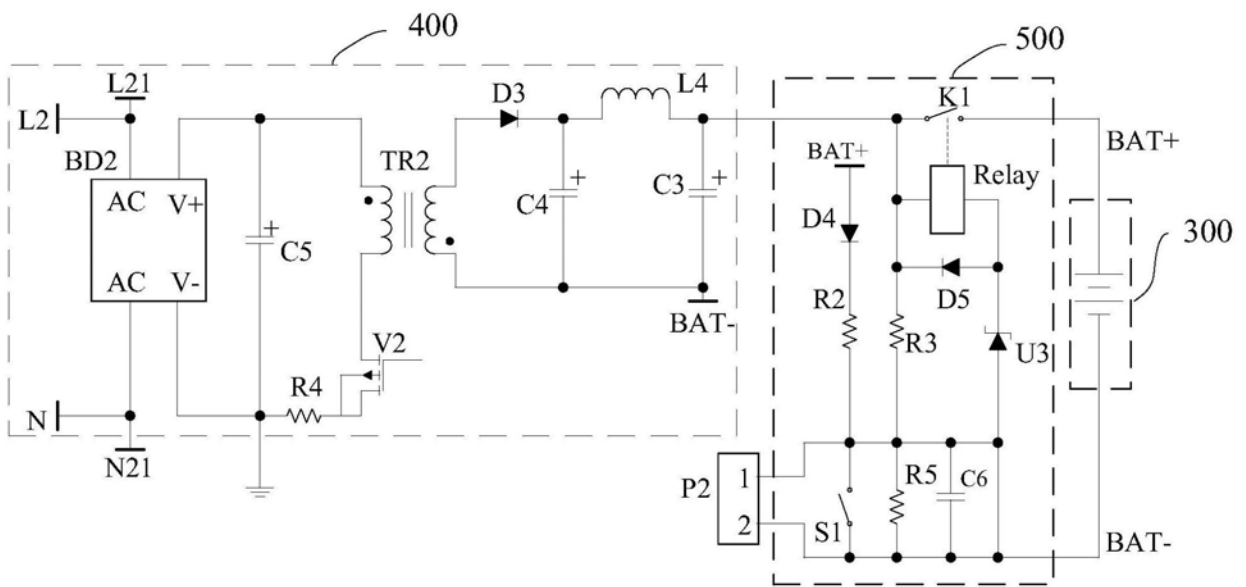 400
500
L21
L2
D3
L4
K1
BD2
TR2
BAT+
BAT+
AC
V+
C4
C3
Relay
D4
C5
300
AC
V-
D5
R2
BAT-
R3
U3
V2
R4
N
N21
P2
1
R5
C6
2
S1
BAT-
+
+
+